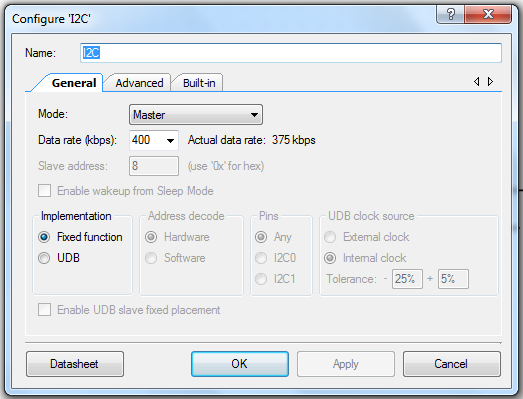 Configure 'I2C'
Name: I2C
General Advanced Built-in
Mode: Master
Data rate (kbps): 400 Actual data rate: 375 kbps
Slave address: 8 (use '0x' for hex)
Enable wakeup from Sleep Mode
Implementation Address decode Pins UDB clock source
Fixed function Hardware Any External clock
UDB Software I2C0 Internal clock
I2C1 Tolerance: - 25% + 5%
Enable UDB slave fixed placement
Datasheet OK Apply Cancel